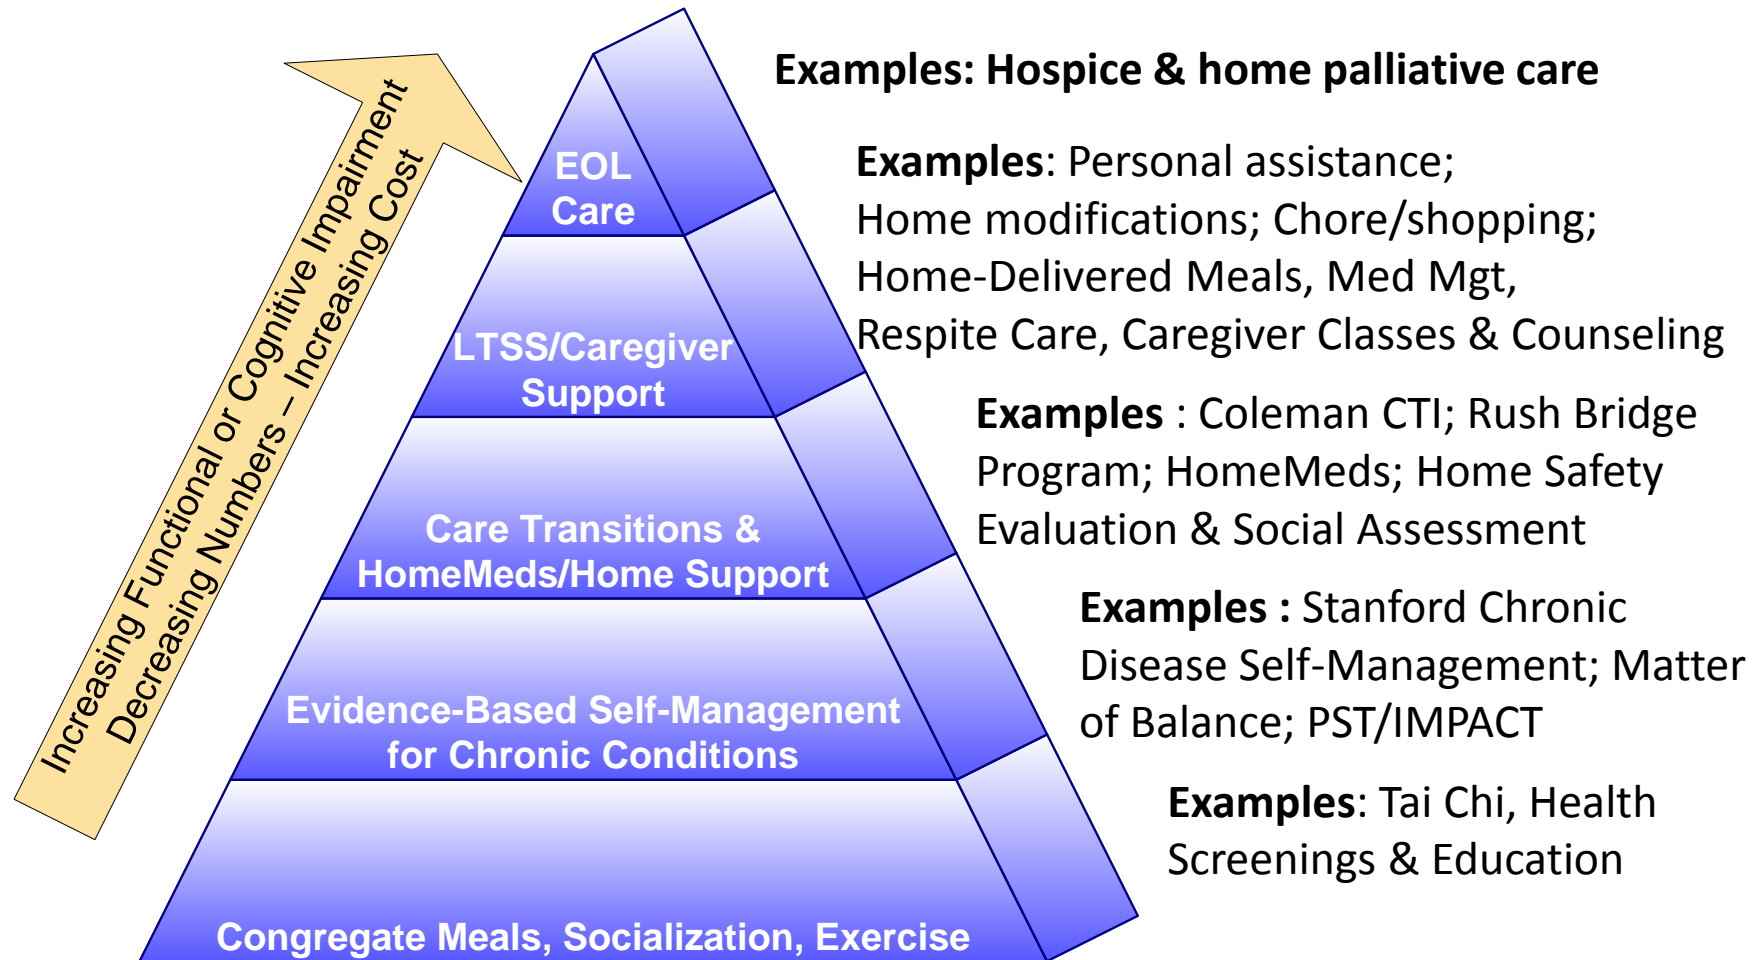 Increasing Functional or Cognitive Impairment
Decreasing Numbers – Increasing Cost
EOL
Care
LTSS/Caregiver
Support
Care Transitions &
HomeMeds/Home Support
Evidence-Based Self-Management
for Chronic Conditions
Congregate Meals, Socialization, Exercise
Examples: Hospice & home palliative care
Examples: Personal assistance;
Home modifications; Chore/shopping;
Home-Delivered Meals, Med Mgt,
Respite Care, Caregiver Classes & Counseling
Examples : Coleman CTI; Rush Bridge
Program; HomeMeds; Home Safety
Evaluation & Social Assessment
Examples : Stanford Chronic
Disease Self-Management; Matter
of Balance; PST/IMPACT
Examples: Tai Chi, Health
Screenings & Education